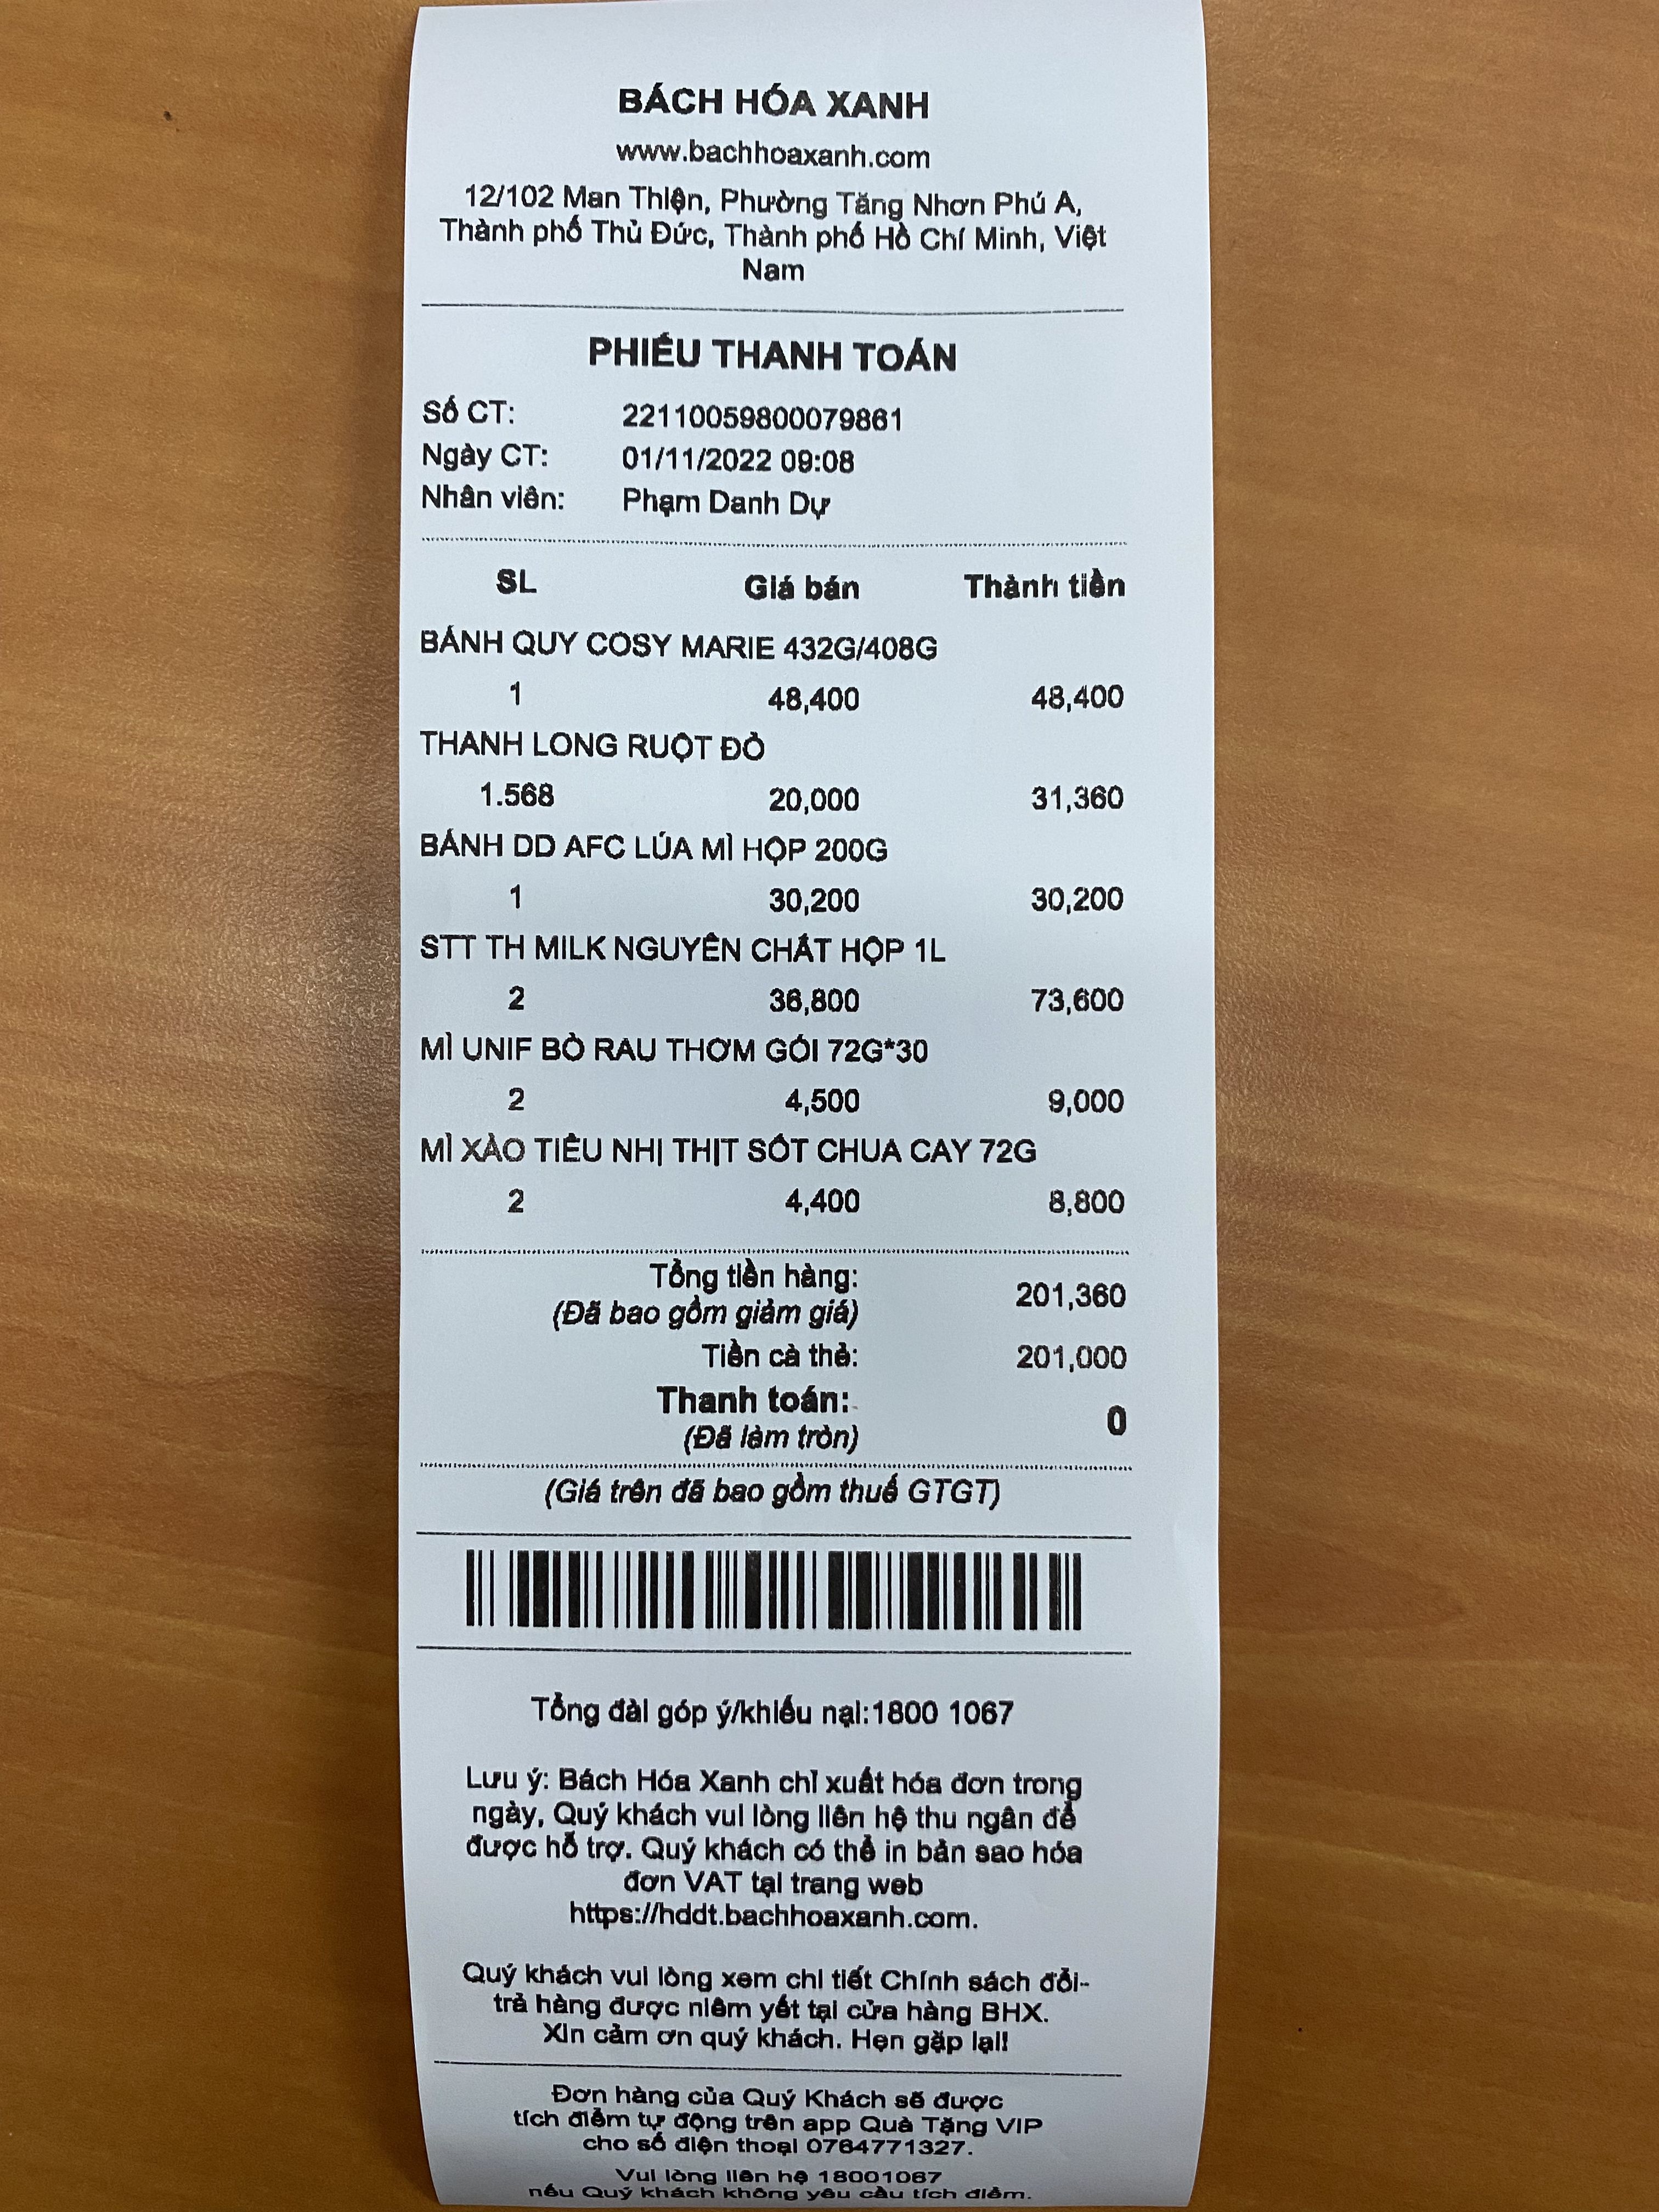 BÁCH HÓA XANH
www.bachhoaxanh.com
12/102 Man Thiện, Phường Tăng Nhơn Phú A,
Thành phố Thủ Đức, Thành phố Hồ Chí Minh, Việt
Nam
PHIẾU THANH TOÁN
Số CT: 22110059800079861
Ngày CT: 01/11/2022 09:08
Nhân viên: Phạm Danh Dự
SL Giá bán Thành tiền
BÁNH QUY COSY MARIE 432G/408G
1 48,400 48,400
THANH LONG RUỘT ĐỎ
1.568 20,000 31,360
BÁNH DD AFC LÚA MÌ HỘP 200G
1 30,200 30,200
STT TH MILK NGUYÊN CHẤT HỘP 1L
2 36,800 73,600
MÌ UNIF BÒ RAU THƠM GÓI 72G*30
2 4,500 9,000
MÌ XÀO TIỀU NHỊ THỊT SỐT CHUA CAY 72G
2 4,400 8,800
Tổng tiền hàng: 201,360
(Đã bao gồm giảm giá)
Tiền cà thẻ: 201,000
Thanh toán: 0
(Đã làm tròn)
(Giá trên đã bao gồm thuế GTGT)
Tổng đài góp ý/khiếu nại:1800 1067
Lưu ý: Bách Hóa Xanh chỉ xuất hóa đơn trong
ngày, Quý khách vui lòng liên hệ thu ngân để
được hỗ trợ. Quý khách có thể in bản sao hóa
đơn VAT tại trang web
https://hddt.bachhoaxanh.com.
Quý khách vui lòng xem chi tiết Chính sách đổi-
trả hàng được niêm yết tại cửa hàng BHX.
Xin cảm ơn quý khách. Hẹn gặp lại!
Đơn hàng của Quý Khách sẽ được
tích điểm tự động trên app Quà Tặng VIP
cho số điện thoại 0764771327.
Vui lòng liên hệ 18001067
nếu Quý khách không yêu cầu tích điểm.